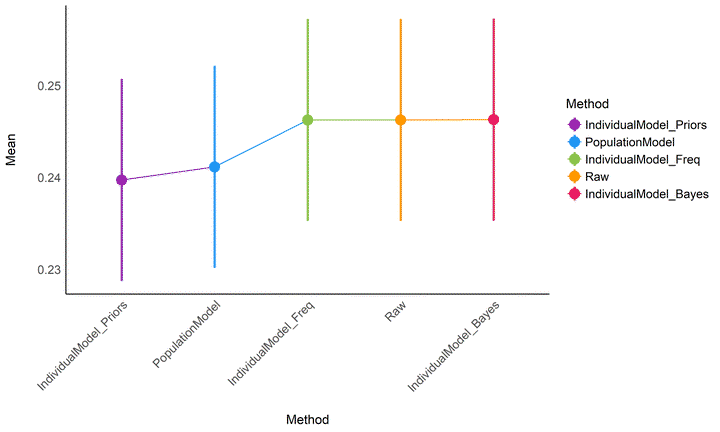 Mean
0.25
0.24
0.23
IndividualModel_Priors
PopulationModel
IndividualModel_Freq
Raw
IndividualModel_Bayes
Method
Method
IndividualModel_Priors
PopulationModel
IndividualModel_Freq
Raw
IndividualModel_Bayes